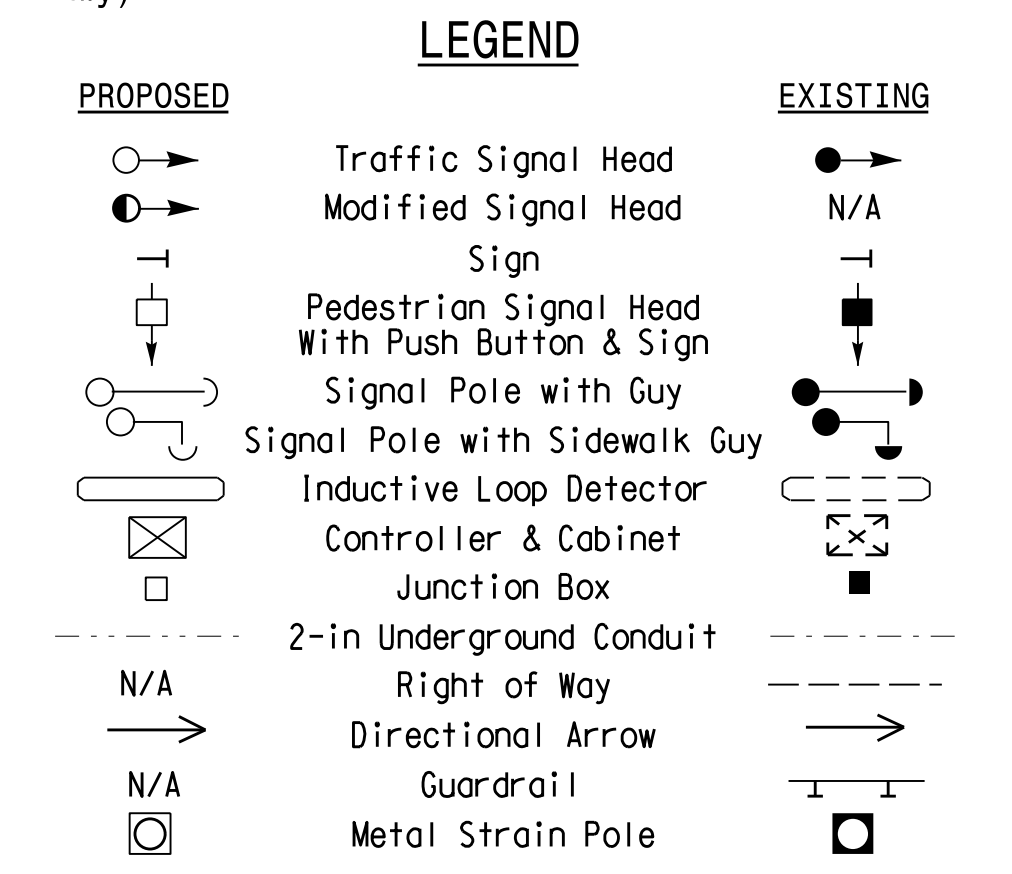 LEGEND
PROPOSED EXISTING
Traffic Signal Head
Modified Signal Head N/A
Sign
Pedestrian Signal Head
With Push Button & Sign
Signal Pole with Guy
Signal Pole with Sidewalk Guy
Inductive Loop Detector
Controller & Cabinet
Junction Box
2-in Underground Conduit
N/A Right of Way
Directional Arrow
N/A Guardrail
Metal Strain Pole